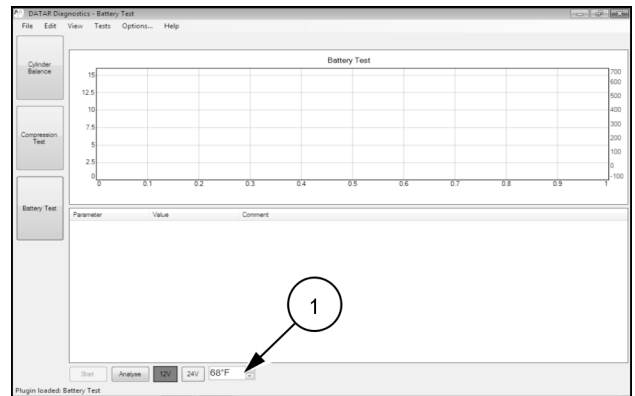 DATAR Diagnostics - Battery Test
File Edit View Tests Options... Help
Cylinder
Balance
Compression
Test
Battery Test
Battery Test
15
12.5
10
7.5
5
2.5
0
700
600
500
400
300
200
100
0
-100
0 0.1 0.2 0.3 0.4 0.5 0.6 0.7 0.8 0.9 1
Parameter Value Comment
1
Start Analyse 12V 24V 68°F
Plugin loaded: Battery Test